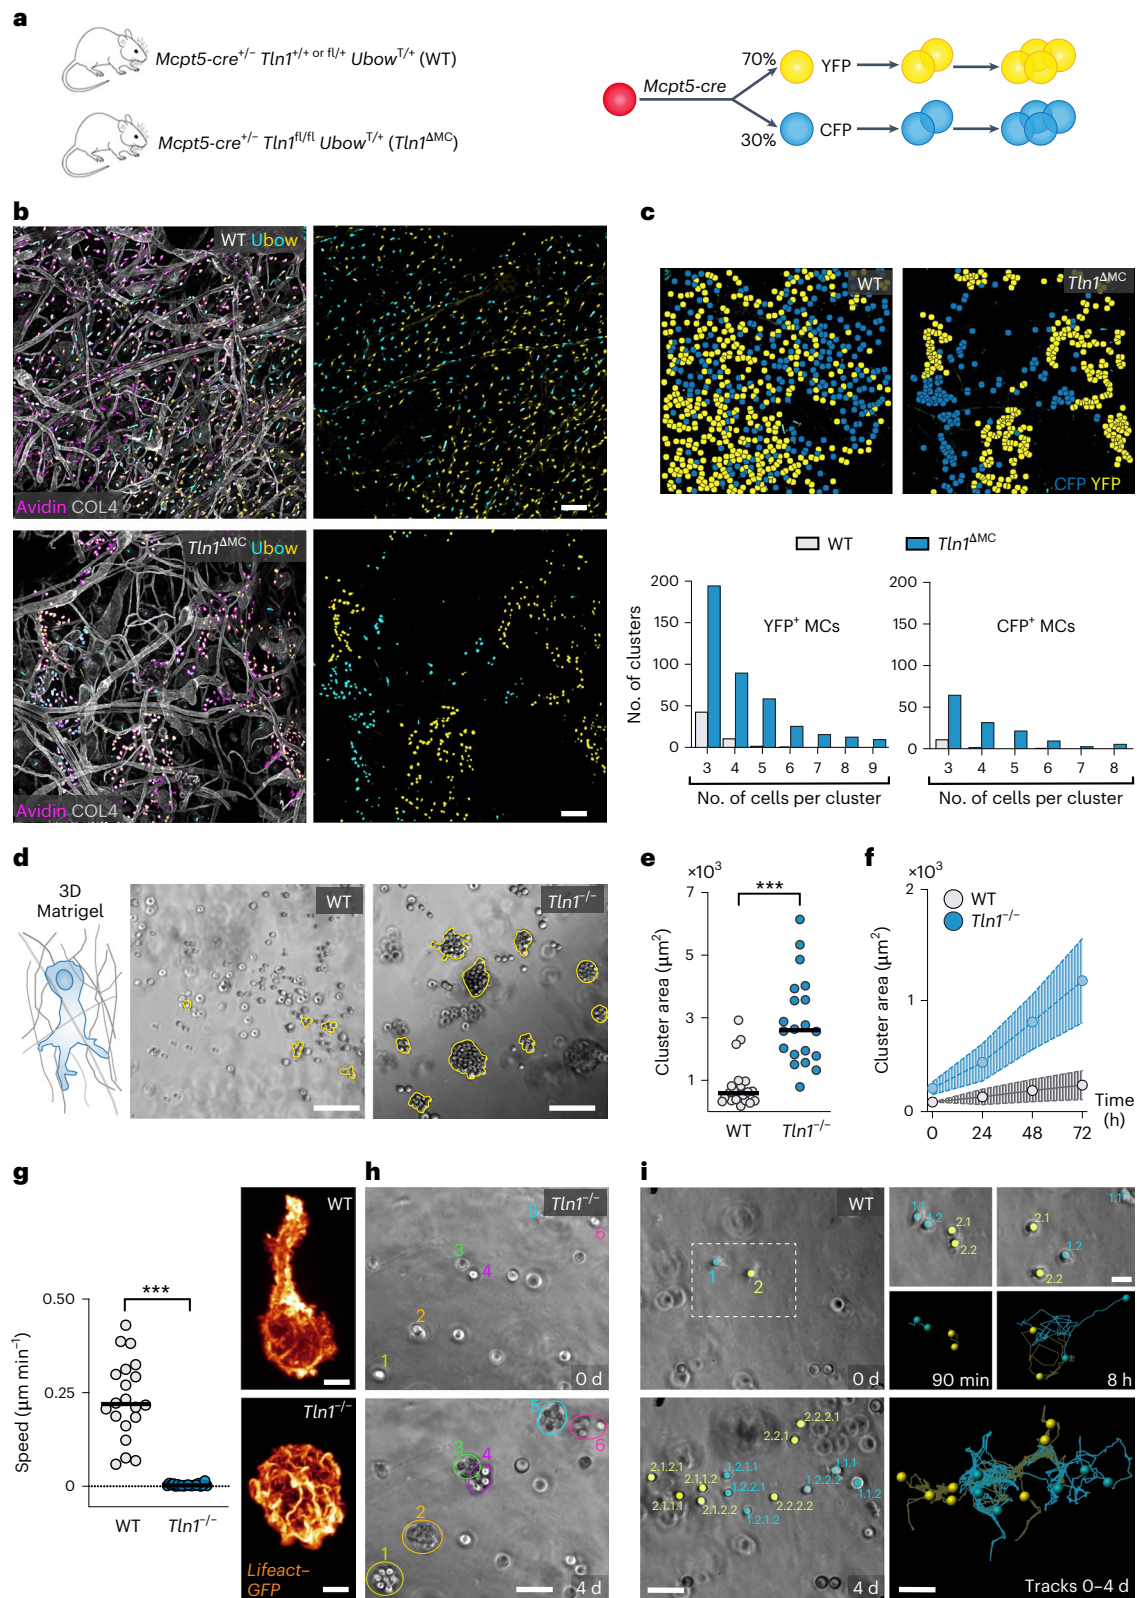 a
Mcpt5-cre+/− Tln1+/+ or fl/+ UbowT/+ (WT)
Mcpt5-cre+/− Tln1fl/fl UbowT/+ (Tln1ΔMC)
Mcpt5-cre
70%
YFP
30%
CFP
b
WT Ubow
Avidin COL4
Tln1ΔMC Ubow
Avidin COL4
c
WT
Tln1ΔMC
CFP YFP
WT
Tln1ΔMC
No. of clusters
200
150
100
50
0
YFP+ MCs
3 4 5 6 7 8 9
No. of cells per cluster
200
150
100
50
0
CFP+ MCs
3 4 5 6 7 8
No. of cells per cluster
d
3D
Matrigel
WT
Tln1−/−
e
×10³
Cluster area (μm²)
7
5
3
1
***
WT
Tln1−/−
f
×10³
Cluster area (μm²)
2
1
0
WT
Tln1−/−
0 24 48 72
Time
(h)
g
Speed (μm min−1)
0.50
0.25
0
***
WT
Tln1−/−
WT
Tln1−/−
Lifeact–
GFP
h
Tln1−/−
5
6
3
4
2
1
0 d
5
6
3
4
2
1
4 d
i
WT
1
2
0 d
1.1
1.2
2.1
2.2
1.1
2.1
1.2
2.2
90 min
8 h
2.2.2.1
2.2.1
2.1.2.1
2.1.1.2
1.2.1.1
1.1.1
1.2.2.1
1.2.2.2
1.1.2
2.1.1.1
2.1.2.2
2.2.2.2
1.2.1.2
4 d
Tracks 0–4 d